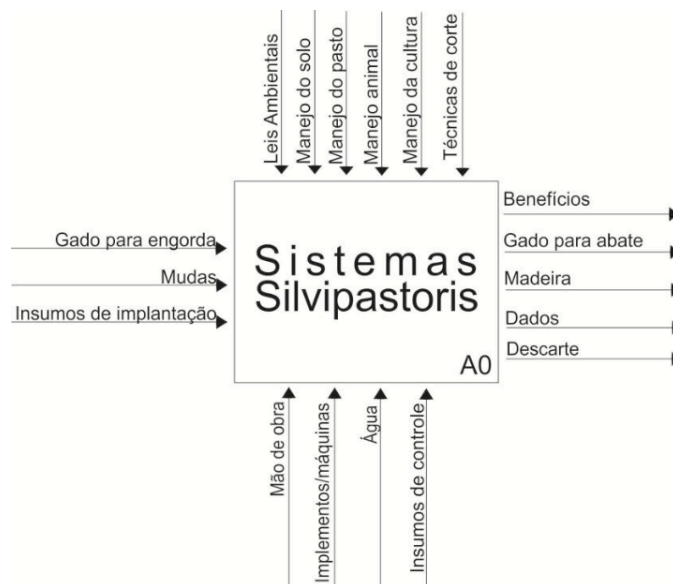 Leis Ambientais
Manejo do solo
Manejo do pasto
Manejo animal
Manejo da cultura
Técnicas de corte
Gado para engorda
Mudas
Insumos de implantação
Sistemas
Silvipastoris
A0
Benefícios
Gado para abate
Madeira
Dados
Descarte
Mão de obra
Implementos/máquinas
Água
Insumos de controle